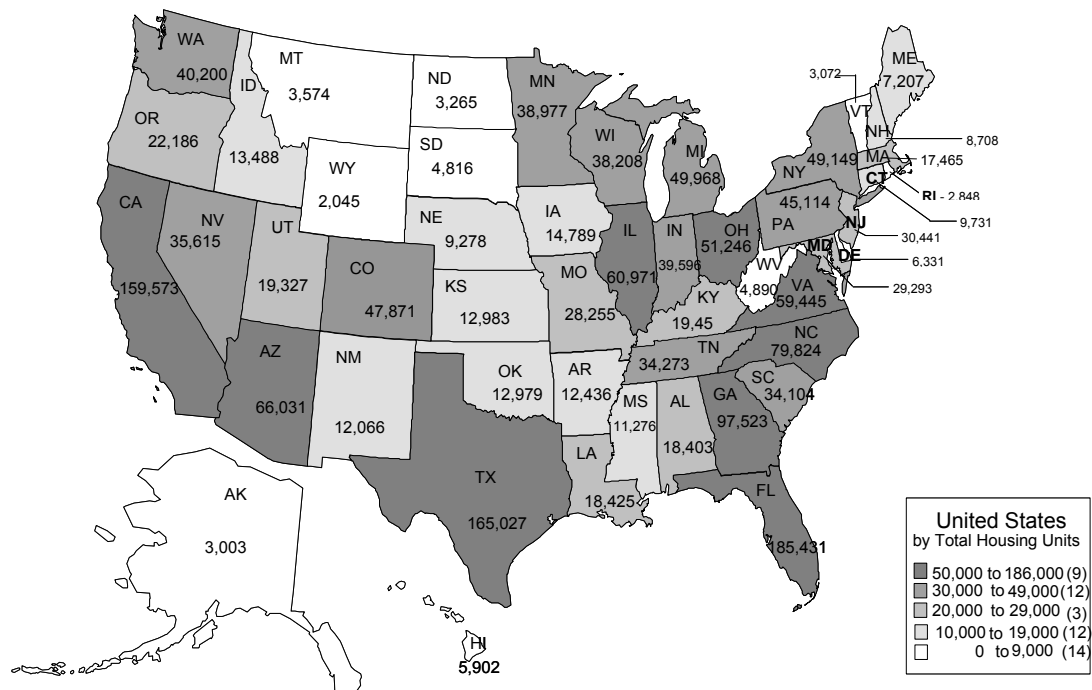 WA
40,200
MT
3,574
ID
13,488
ND
3,265
MN
38,977
OR
22,186
SD
4,816
WY
2,045
WI
38,208
MI
49,968
ME
7,207
3,072
VT
NH
8,708
NY
49,149
MA
17,465
CT
RI - 2,848
9,731
CA
159,573
NV
35,615
UT
19,327
CO
47,871
NE
9,278
IA
14,789
IL
60,971
IN
39,596
OH
51,246
45,114
PA
NJ
30,441
MD
DE
6,331
29,293
WV
4,890
VA
59,445
KS
12,983
MO
28,255
KY
19,45
AZ
66,031
NM
12,066
OK
12,979
AR
12,436
TN
34,273
NC
79,824
SC
34,104
MS
11,276
AL
18,403
GA
97,523
TX
165,027
LA
18,425
FL
185,431
AK
3,003
HI
5,902
United States
by Total Housing Units
50,000 to 186,000 (9)
30,000 to 49,000 (12)
20,000 to 29,000 (3)
10,000 to 19,000 (12)
0 to 9,000 (14)